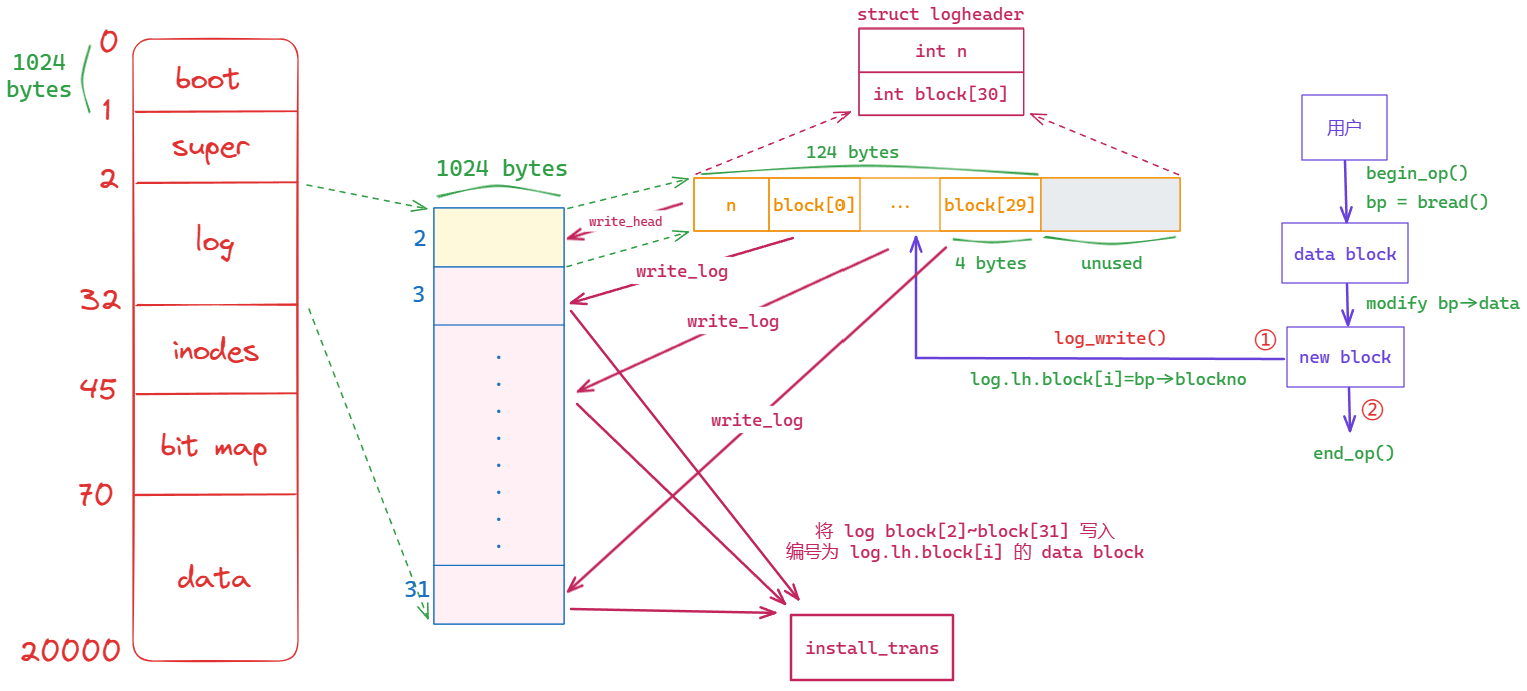 0
1024
bytes
boot
1
super
2
log
32
inodes
45
bit map
70
data
20000
1024 bytes
2
3
31
struct logheader
int n
int block[30]
124 bytes
n
block[0]
...
block[29]
write_head
write_log
4 bytes
unused
write_log
write_log
用户
begin_op()
bp = bread()
data block
modify bp→data
new block
①
log_write()
log.lh.block[i]=bp→blockno
②
end_op()
将 log block[2]~block[31] 写入
编号为 log.lh.block[i] 的 data block
install_trans